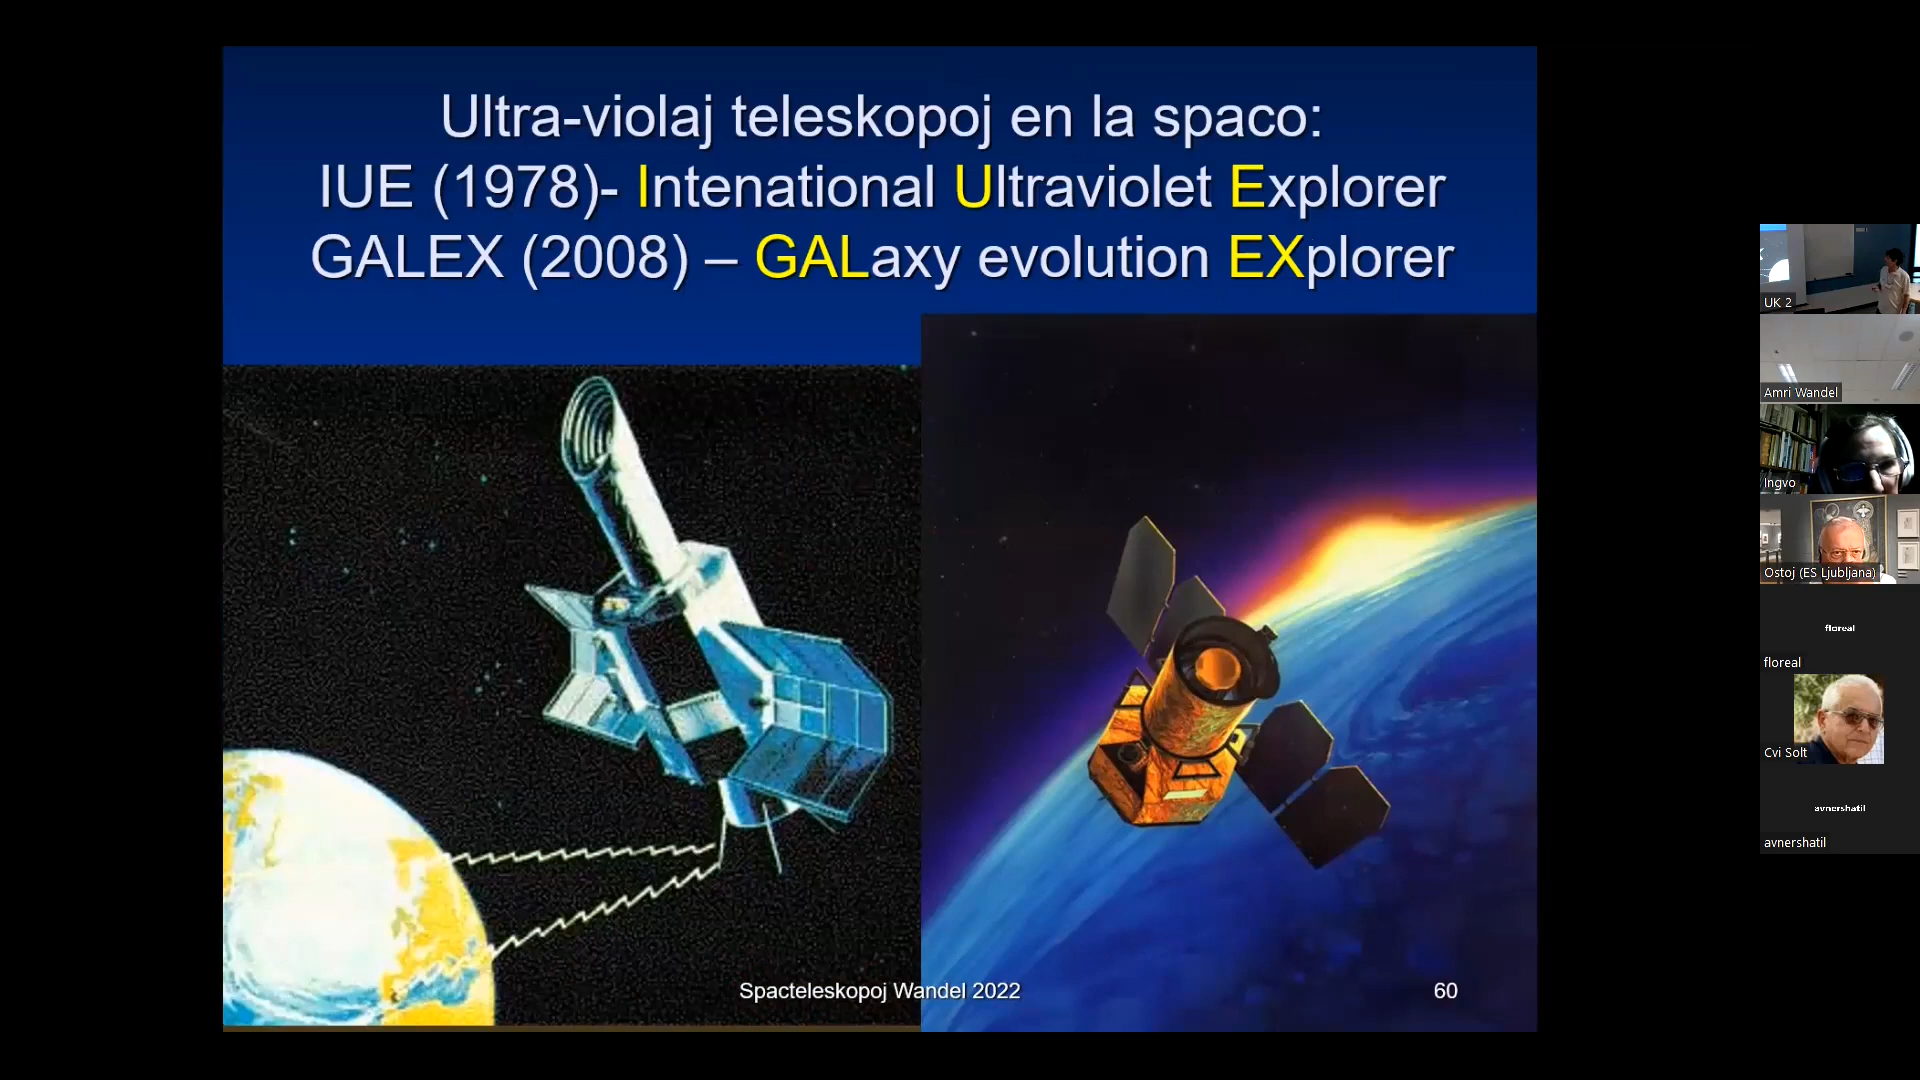 Ultra-violaj teleskopoj en la spaco:
IUE (1978)- Intenational Ultraviolet Explorer
GALEX (2008) – GALaxy evolution EXplorer
Spacteleskopoj Wandel 2022
60
UK 2
Amri Wandel
Ingvo
Ostoj (ES Ljubljana)
floreal
floreal
Cvi Solt
avnershatil
avnershatil